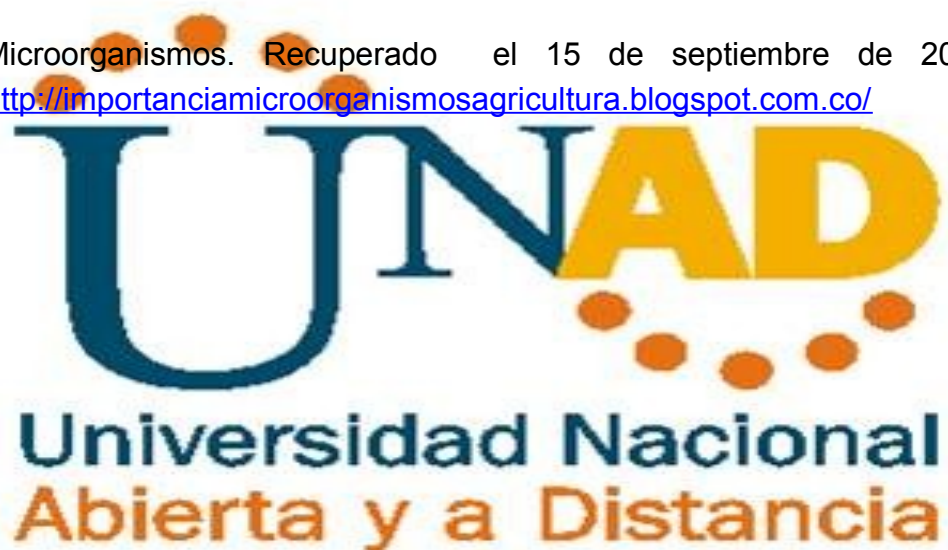 Microorganismos. Recuperado el 15 de septiembre de 20
ttp://importanciamicroorganismosagricultura.blogspot.com.co/
UNAD
Universidad Nacional
Abierta y a Distancia